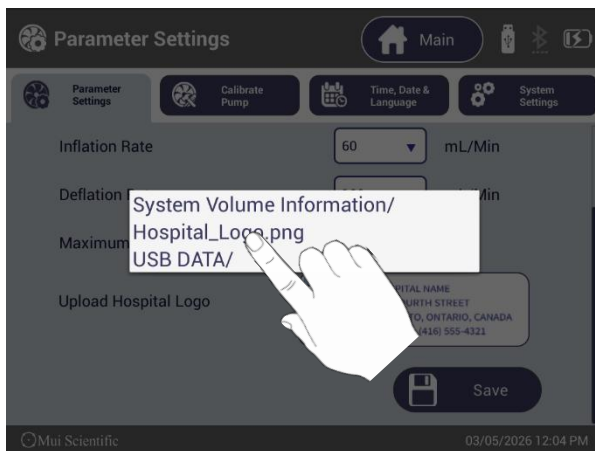 Parameter Settings
Main
Parameter
Settings
Calibrate
Pump
Time, Date &
Language
System
Settings
Inflation Rate
60
mL/Min
Deflation
Min
System Volume Information/
Hospital_Logo.png
USB DATA/
Maximum
Upload Hospital Logo
PITAL NAME
URTH STREET
TO, ONTARIO, CANADA
(416) 555-4321
Save
Mui Scientific
03/05/2026 12:04 PM